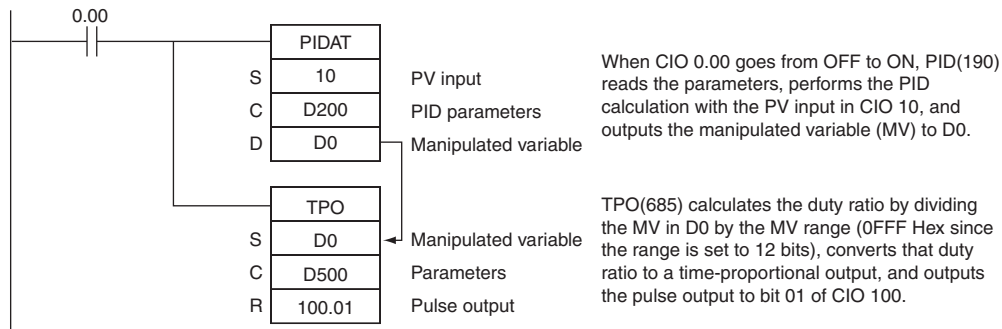 0.00
PIDAT
S 10 PV input
C D200 PID parameters
D D0 Manipulated variable
When CIO 0.00 goes from OFF to ON, PID(190)
reads the parameters, performs the PID
calculation with the PV input in CIO 10, and
outputs the manipulated variable (MV) to D0.
TPO
S D0 Manipulated variable
C D500 Parameters
R 100.01 Pulse output
TPO(685) calculates the duty ratio by dividing
the MV in D0 by the MV range (0FFF Hex since
the range is set to 12 bits), converts that duty
ratio to a time-proportional output, and outputs
the pulse output to bit 01 of CIO 100.